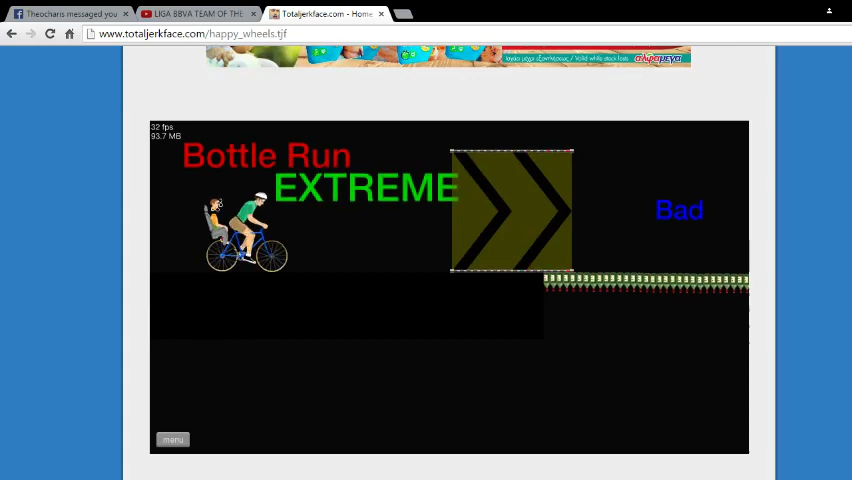 Theocharis messaged you
LIGA BBVA TEAM OF THE
Totaljerkface.com - Home
www.totaljerkface.com/happy_wheels.tjf
32 fps
93.7 MB
Bottle Run
EXTREME
Bad
menu